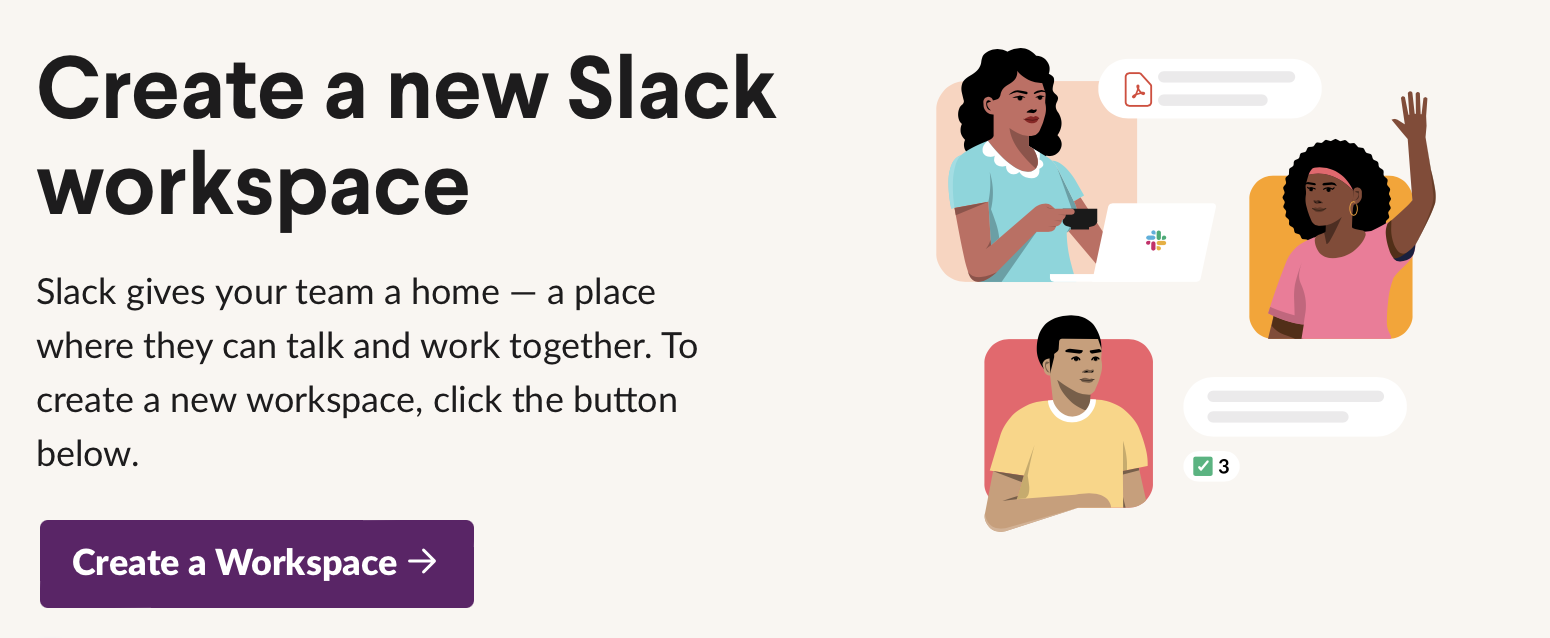 Create a new Slack
workspace
Slack gives your team a home — a place
where they can talk and work together. To
create a new workspace, click the button
below.
Create a Workspace →
3